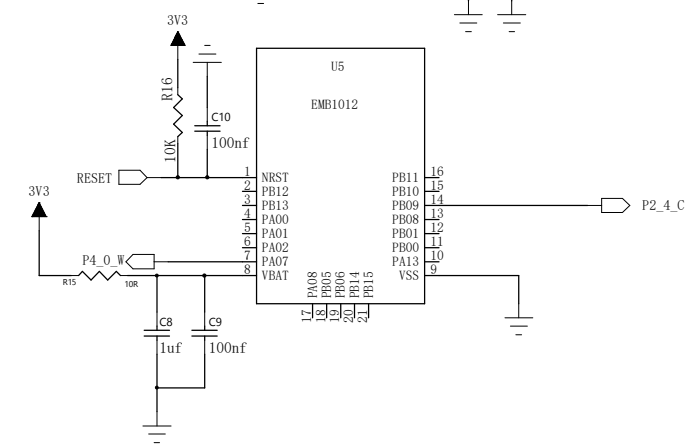 3V3
U5
EMB1012
R16
10K
C10
100nf
RESET
1 NRST
2 PB12
3 PB13
4 PA00
5 PA01
6 PA02
7 PA07
8 VBAT
PB11 16
PB10 15
PB09 14
PB08 13
PB01 12
PB00 11
PA13 10
VSS 9
P2_4_C
3V3
P4_0_W
R15
10R
PA08 17
PB05 18
PB06 19
PB14 20
PB15 21
C8
1uf
C9
100nf